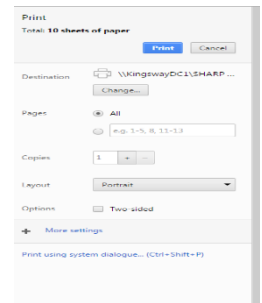 Print
Total: 10 sheets of paper
Print Cancel
Destination \\KingswayDC1\SHARP ...
Change...
Pages All
e.g. 1-5, 8, 11-13
Copies 1 + -
Layout Portrait
Options Two-sided
+ More settings
Print using system dialogue... (Ctrl+Shift+P)